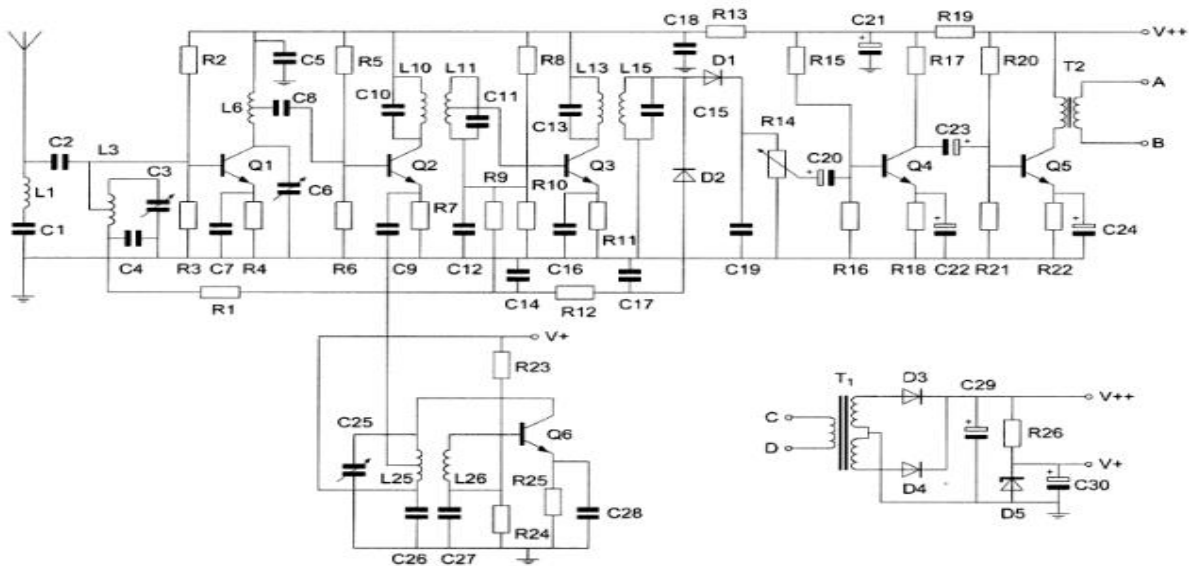 C18 R13 C21 R19
V++
R2 C5 R5 L10 L11 R8 L13 L15 D1 R15 R17 R20 T2
A
C8 L6 C10 C11 C13 C15 R14 C23
C2 L3 C3 Q1 C6 Q2 R9 R10 Q3 D2 C20 Q4 Q5 B
L1 R7 R11
C1 C24
C4 R3 C7 R4 R6 C9 C12 C16 C19 R16 R18 C22 R21 R22
R1 C14 R12 C17
V+
R23
C25 Q6
L25 L26 R25
C28
R24
C26 C27
T1 D3 C29
V++
C
D R26
V+
D4 C30
D5